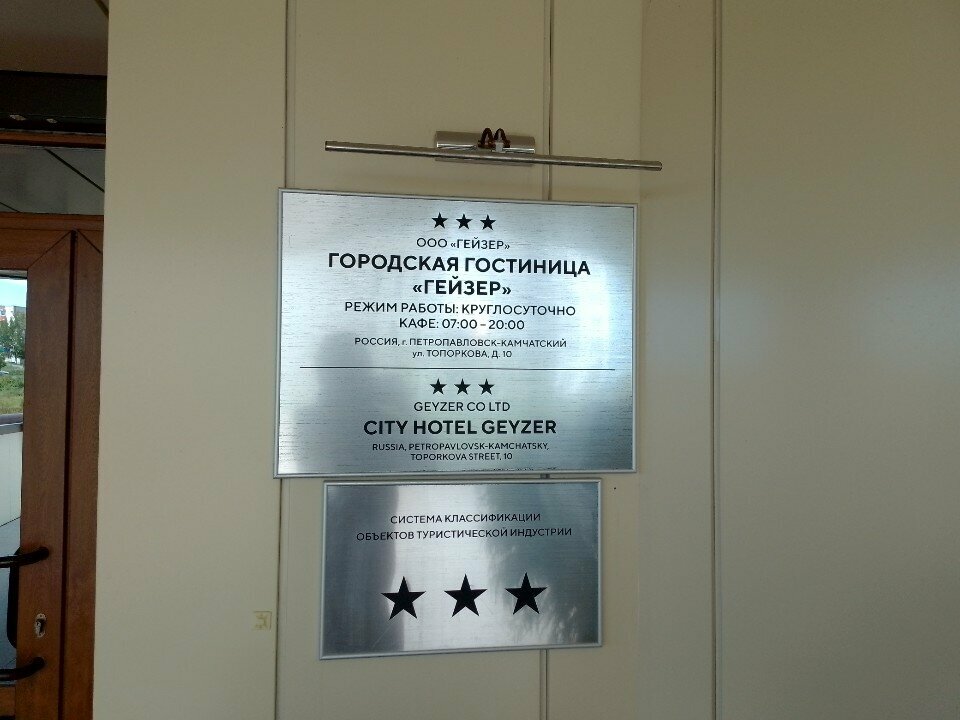 ★ ★ ★
ООО «ГЕЙЗЕР»
ГОРОДСКАЯ ГОСТИНИЦА
«ГЕЙЗЕР»
РЕЖИМ РАБОТЫ: КРУГЛОСУТОЧНО
КАФЕ: 07:00 – 20:00
РОССИЯ, г. ПЕТРОПАВЛОВСК-КАМЧАТСКИЙ
ул. ТОПОРКОВА, Д. 10
★ ★ ★
GEYZER CO LTD
CITY HOTEL GEYZER
RUSSIA, PETROPAVLOVSK-KAMCHATSKY,
TOPORKOVA STREET, 10
СИСТЕМА КЛАССИФИКАЦИИ
ОБЪЕКТОВ ТУРИСТИЧЕСКОЙ ИНДУСТРИИ
★ ★ ★